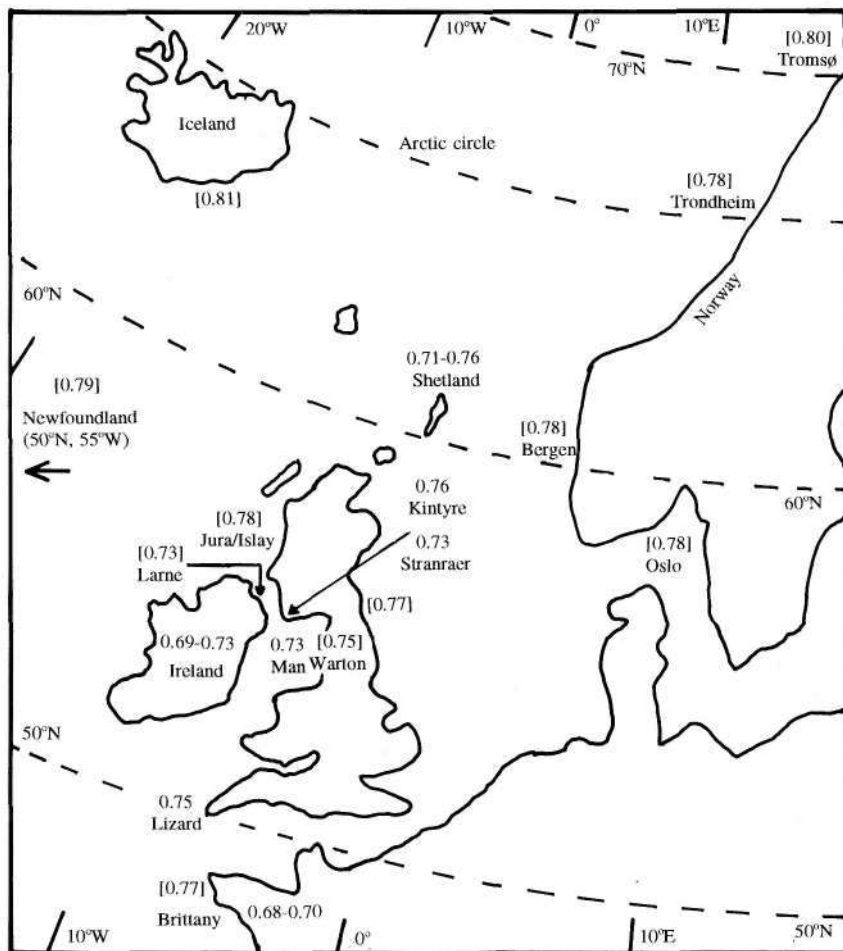 20°W
10°W
0°
10°E
[0.80]
Tromsø
70°N
Iceland
Arctic circle
[0.81]
[0.78]
Trondheim
Norway
60°N
0.71-0.76
Shetland
[0.79]
Newfoundland
(50°N, 55°W)
[0.78]
Bergen
0.76
Kintyre
60°N
[0.78]
Jura/Islay
0.73
Stranraer
[0.73]
Larne
[0.78]
Oslo
[0.77]
0.69-0.73
Ireland
0.73
Man
[0.75]
Warton
50°N
0.75
Lizard
[0.77]
Brittany
0.68-0.70
10°W
0°
10°E
50°N